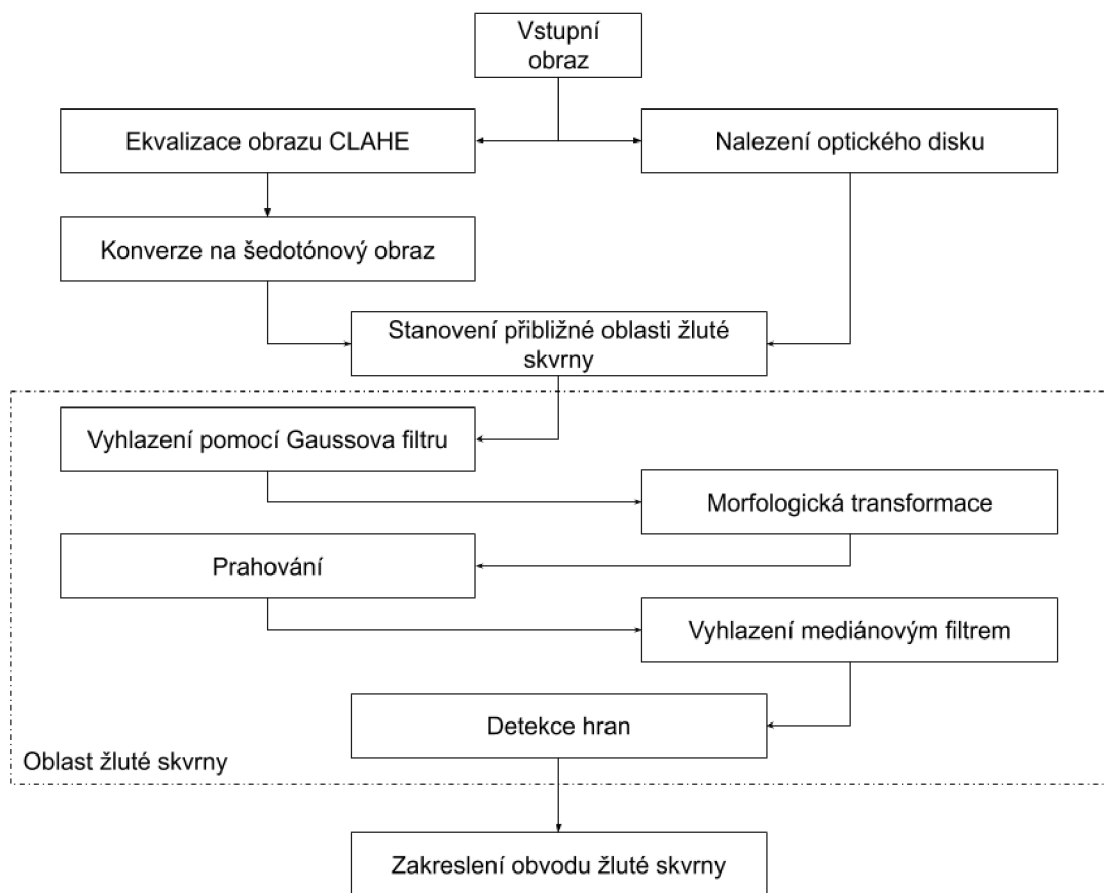 Vstupní
obraz
Ekvalizace obrazu CLAHE
Nalezení optického disku
Konverze na šedotónový obraz
Stanovení přibližné oblasti žluté
skvrny
Vyhlazení pomocí Gaussova filtru
Morfologická transformace
Prahování
Vyhlazení mediánovým filtrem
Detekce hran
Oblast žluté skvrny
Zakreslení obvodu žluté skvrny